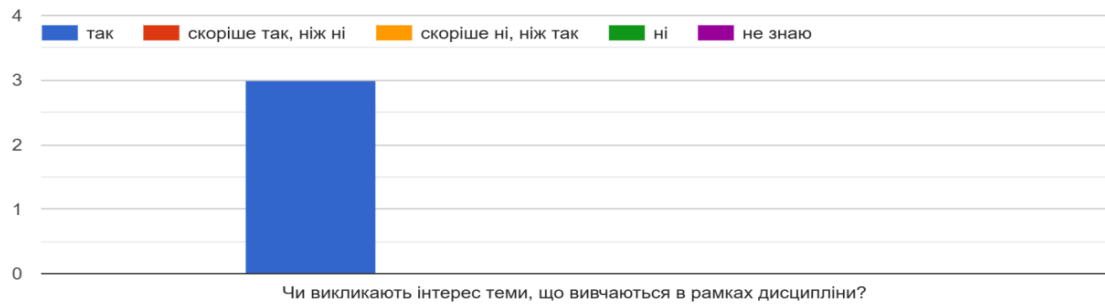 4
так скоріше так, ніж ні скоріше ні, ніж так ні не знаю
3
2
1
0
Чи викликають інтерес теми, що вивчаються в рамках дисципліни?